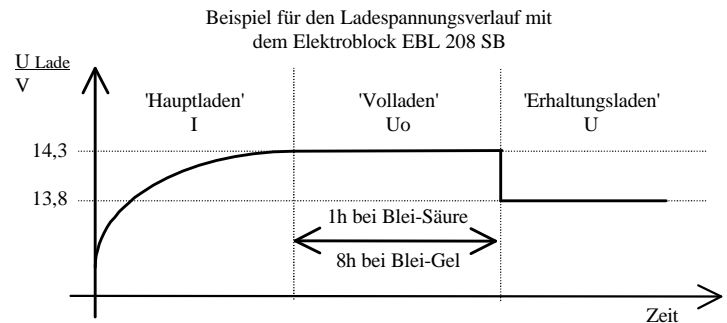 Beispiel für den Ladespannungsverlauf mit
dem Elektroblock EBL 208 SB
U Lade
V
'Hauptladen'
I
'Volladen'
Uo
'Erhaltungsladen'
U
14,3
13,8
1h bei Blei-Säure
8h bei Blei-Gel
Zeit